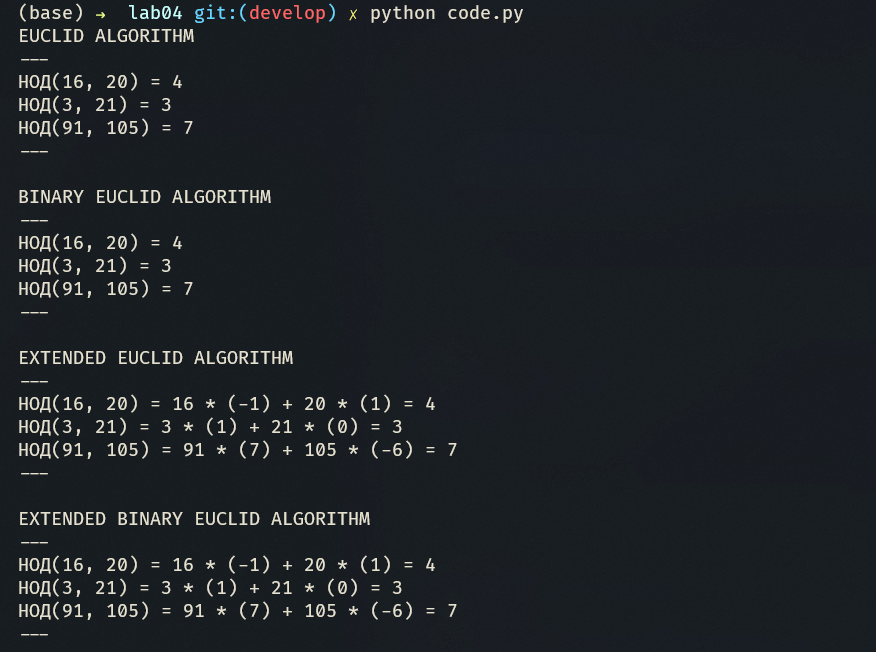 (base) → lab04 git:(develop) ✗ python code.py
EUCLID ALGORITHM
---
НОД(16, 20) = 4
НОД(3, 21) = 3
НОД(91, 105) = 7
---
BINARY EUCLID ALGORITHM
---
НОД(16, 20) = 4
НОД(3, 21) = 3
НОД(91, 105) = 7
---
EXTENDED EUCLID ALGORITHM
---
НОД(16, 20) = 16 * (-1) + 20 * (1) = 4
НОД(3, 21) = 3 * (1) + 21 * (0) = 3
НОД(91, 105) = 91 * (7) + 105 * (-6) = 7
---
EXTENDED BINARY EUCLID ALGORITHM
---
НОД(16, 20) = 16 * (-1) + 20 * (1) = 4
НОД(3, 21) = 3 * (1) + 21 * (0) = 3
НОД(91, 105) = 91 * (7) + 105 * (-6) = 7
---